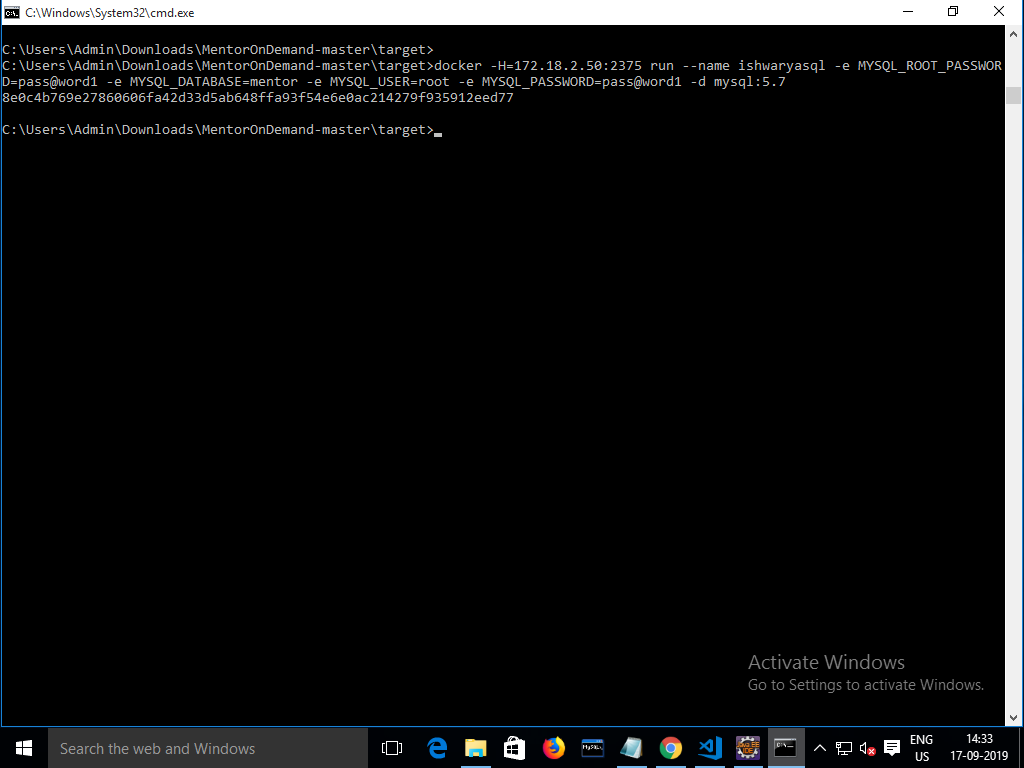 C:\Windows\System32\cmd.exe
C:\Users\Admin\Downloads\MentorOnDemand-master\target>
C:\Users\Admin\Downloads\MentorOnDemand-master\target>docker -H=172.18.2.50:2375 run --name ishwaryasql -e MYSQL_ROOT_PASSWOR
D=pass@word1 -e MYSQL_DATABASE=mentor -e MYSQL_USER=root -e MYSQL_PASSWORD=pass@word1 -d mysql:5.7
8e0c4b769e27860606fa42d33d5ab648ffa93f54e6e0ac214279f935912eed77
C:\Users\Admin\Downloads\MentorOnDemand-master\target>
Activate Windows
Go to Settings to activate Windows.
Search the web and Windows
MySQL
ENG
US
14:33
17-09-2019